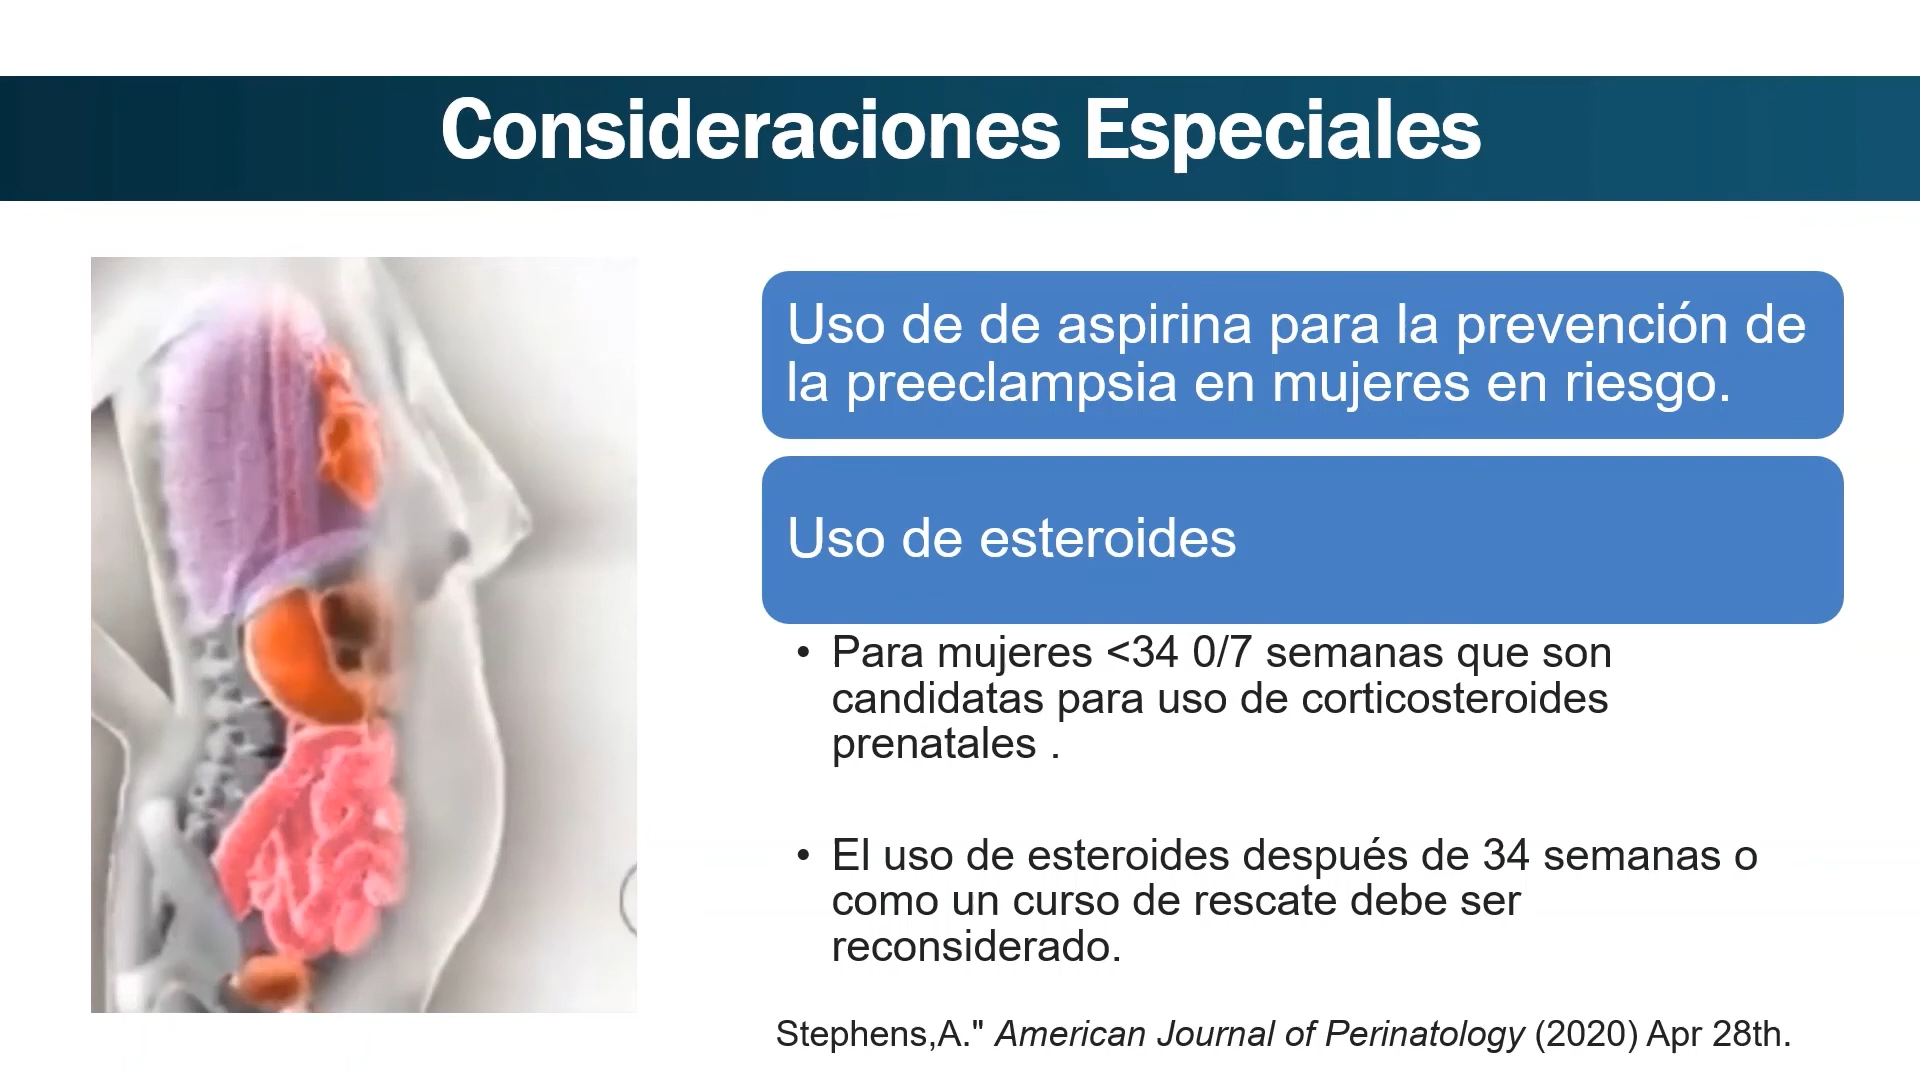 Consideraciones Especiales
Uso de de aspirina para la prevención de
la preeclampsia en mujeres en riesgo.
Uso de esteroides
• Para mujeres <34 0/7 semanas que son
candidatas para uso de corticosteroides
prenatales .
• El uso de esteroides después de 34 semanas o
como un curso de rescate debe ser
reconsiderado.
Stephens,A." American Journal of Perinatology (2020) Apr 28th.